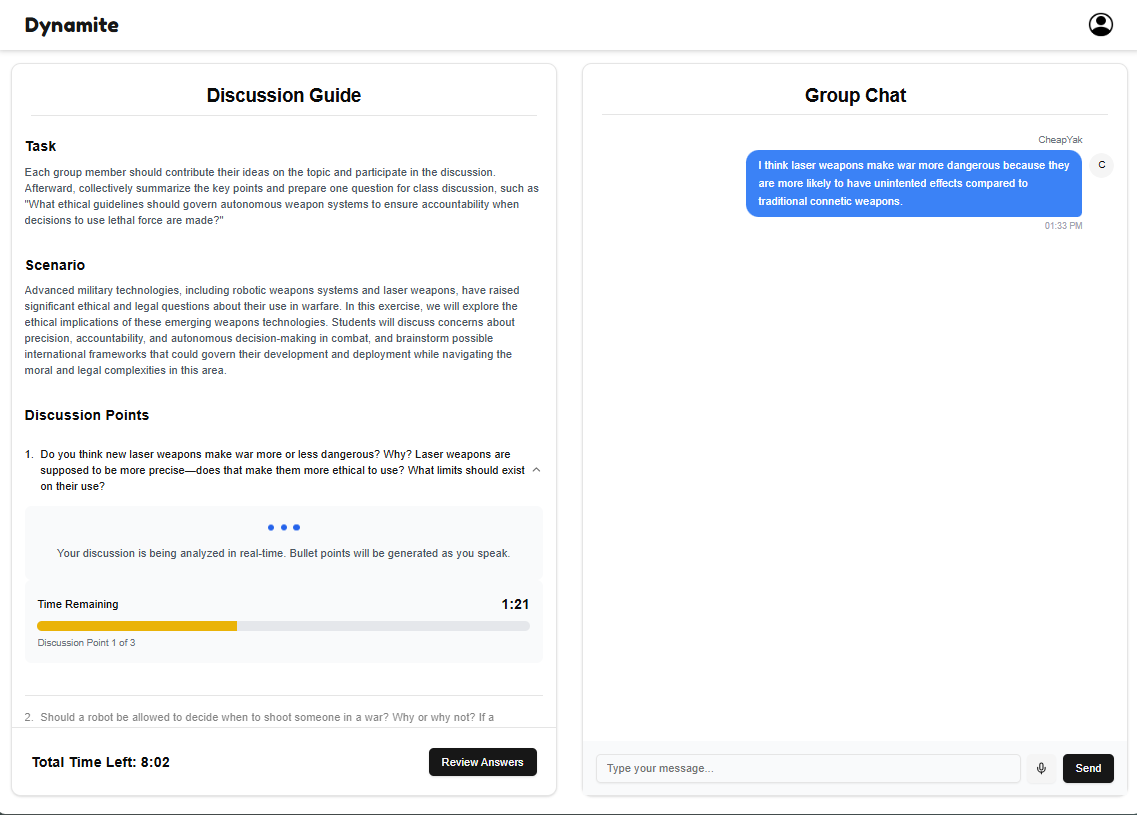 Dynamite
Discussion Guide
Task
Each group member should contribute their ideas on the topic and participate in the discussion.
Afterward, collectively summarize the key points and prepare one question for class discussion, such as
"What ethical guidelines should govern autonomous weapon systems to ensure accountability when
decisions to use lethal force are made?"
Scenario
Advanced military technologies, including robotic weapons systems and laser weapons, have raised
significant ethical and legal questions about their use in warfare. In this exercise, we will explore the
ethical implications of these emerging weapons technologies. Students will discuss concerns about
precision, accountability, and autonomous decision-making in combat, and brainstorm possible
international frameworks that could govern their development and deployment while navigating the
moral and legal complexities in this area.
Discussion Points
1. Do you think new laser weapons make war more or less dangerous? Why? Laser weapons are
supposed to be more precise—does that make them more ethical to use? What limits should exist
on their use?
Your discussion is being analyzed in real-time. Bullet points will be generated as you speak.
Time Remaining 1:21
Discussion Point 1 of 3
2. Should a robot be allowed to decide when to shoot someone in a war? Why or why not? If a
Total Time Left: 8:02
Review Answers
Group Chat
CheapYak
I think laser weapons make war more dangerous because they
are more likely to have unintented effects compared to
traditional connetic weapons.
C
01:33 PM
Type your message...
Send